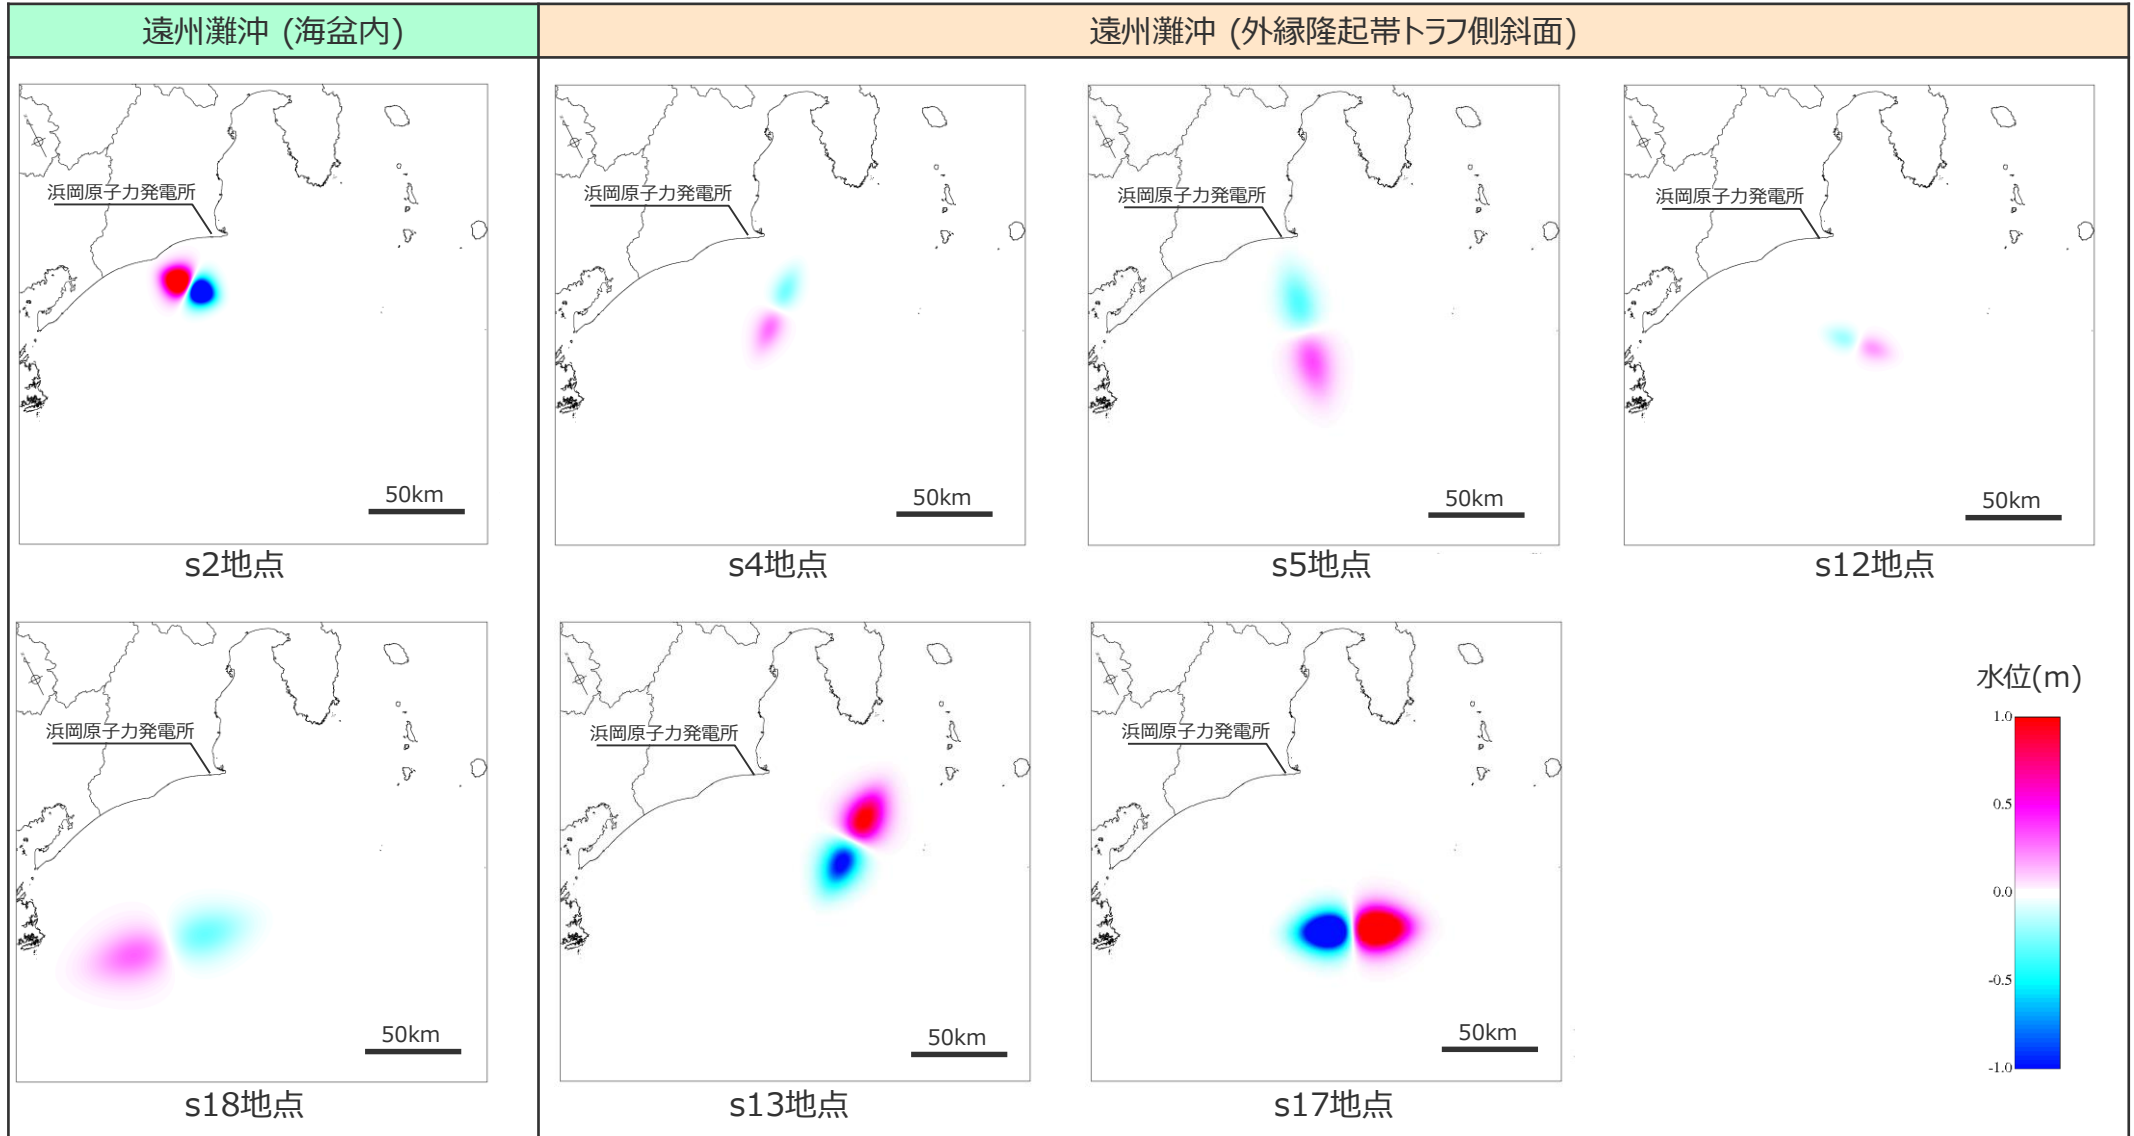 遠州灘沖 (海盆内)
遠州灘沖 (外縁隆起帯トラフ側斜面)
浜岡原子力発電所
50km
s2地点
浜岡原子力発電所
50km
s4地点
浜岡原子力発電所
50km
s5地点
浜岡原子力発電所
50km
s12地点
浜岡原子力発電所
50km
s18地点
浜岡原子力発電所
50km
s13地点
浜岡原子力発電所
50km
s17地点
水位(m)
1.0
0.5
0.0
-0.5
-1.0